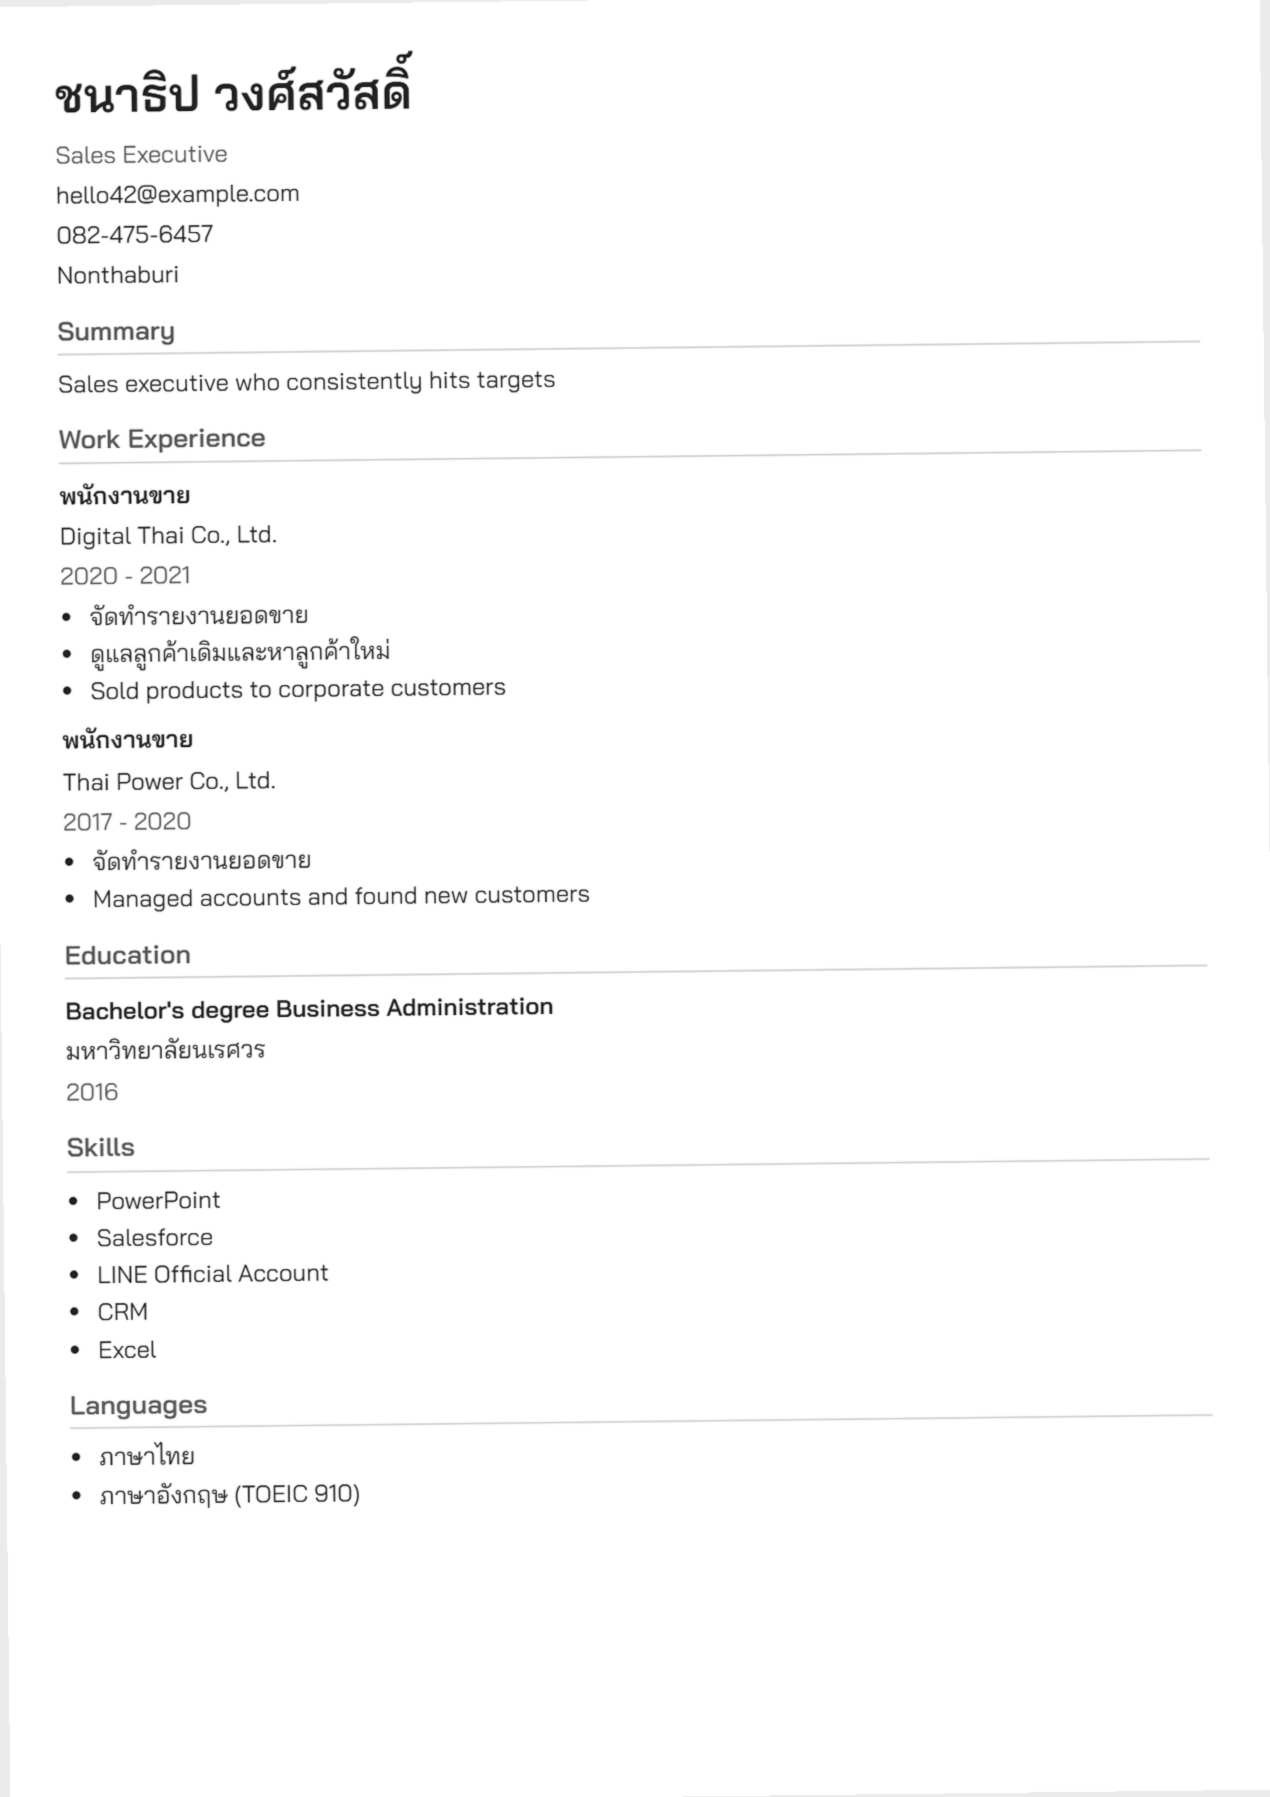 ชนาธิป วงศ์สวัสดิ์
Sales Executive
hello42@example.com
082-475-6457
Nonthaburi
Summary
Sales executive who consistently hits targets
Work Experience
พนักงานขาย
Digital Thai Co., Ltd.
2020 - 2021
• จัดทำรายงานยอดขาย
• ดูแลลูกค้าเดิมและหาลูกค้าใหม่
• Sold products to corporate customers
พนักงานขาย
Thai Power Co., Ltd.
2017 - 2020
• จัดทำรายงานยอดขาย
• Managed accounts and found new customers
Education
Bachelor's degree Business Administration
มหาวิทยาลัยนเรศวร
2016
Skills
• PowerPoint
• Salesforce
• LINE Official Account
• CRM
• Excel
Languages
• ภาษาไทย
• ภาษาอังกฤษ (TOEIC 910)